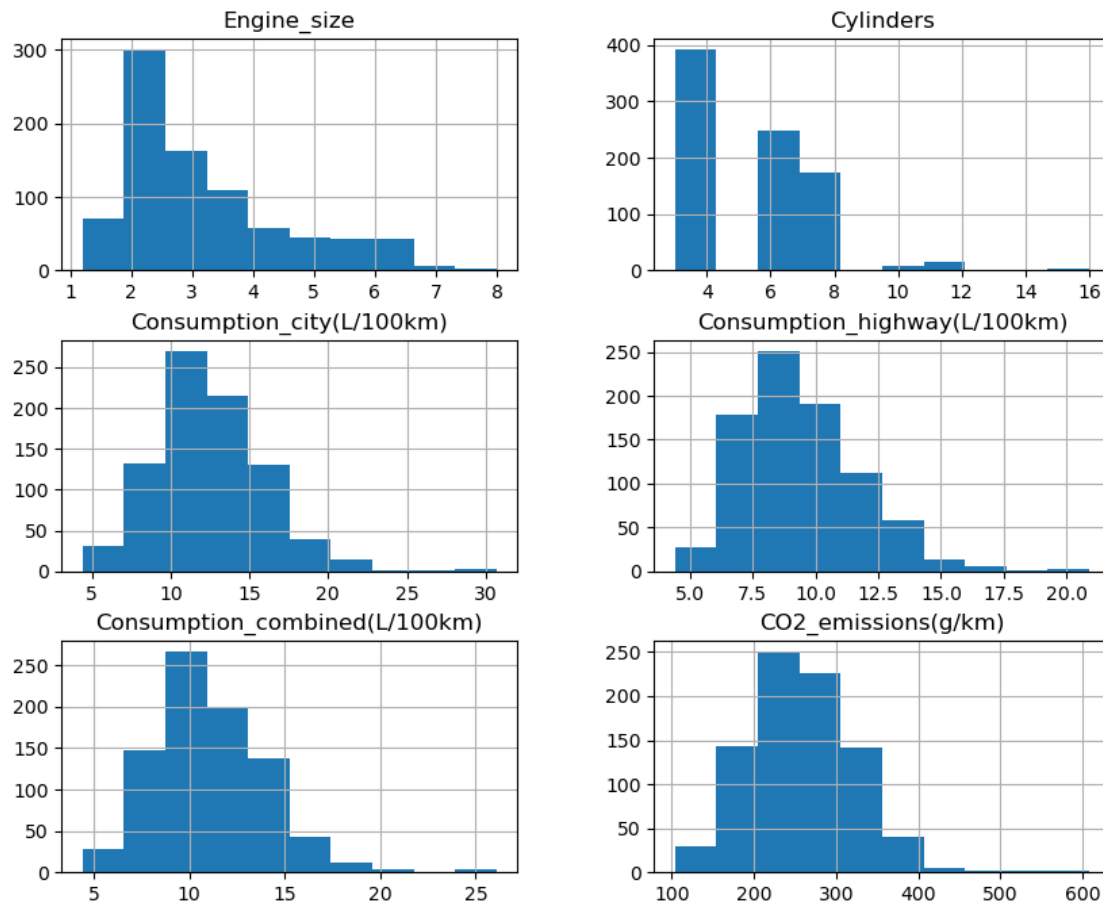 Engine_size
300
200
100
0
1 2 3 4 5 6 7 8
Cylinders
400
300
200
100
0
4 6 8 10 12 14 16
Consumption_city(L/100km)
250
200
150
100
50
0
5 10 15 20 25 30
Consumption_highway(L/100km)
250
200
150
100
50
0
5.0 7.5 10.0 12.5 15.0 17.5 20.0
Consumption_combined(L/100km)
250
200
150
100
50
0
5 10 15 20 25
CO2_emissions(g/km)
250
200
150
100
50
0
100 200 300 400 500 600